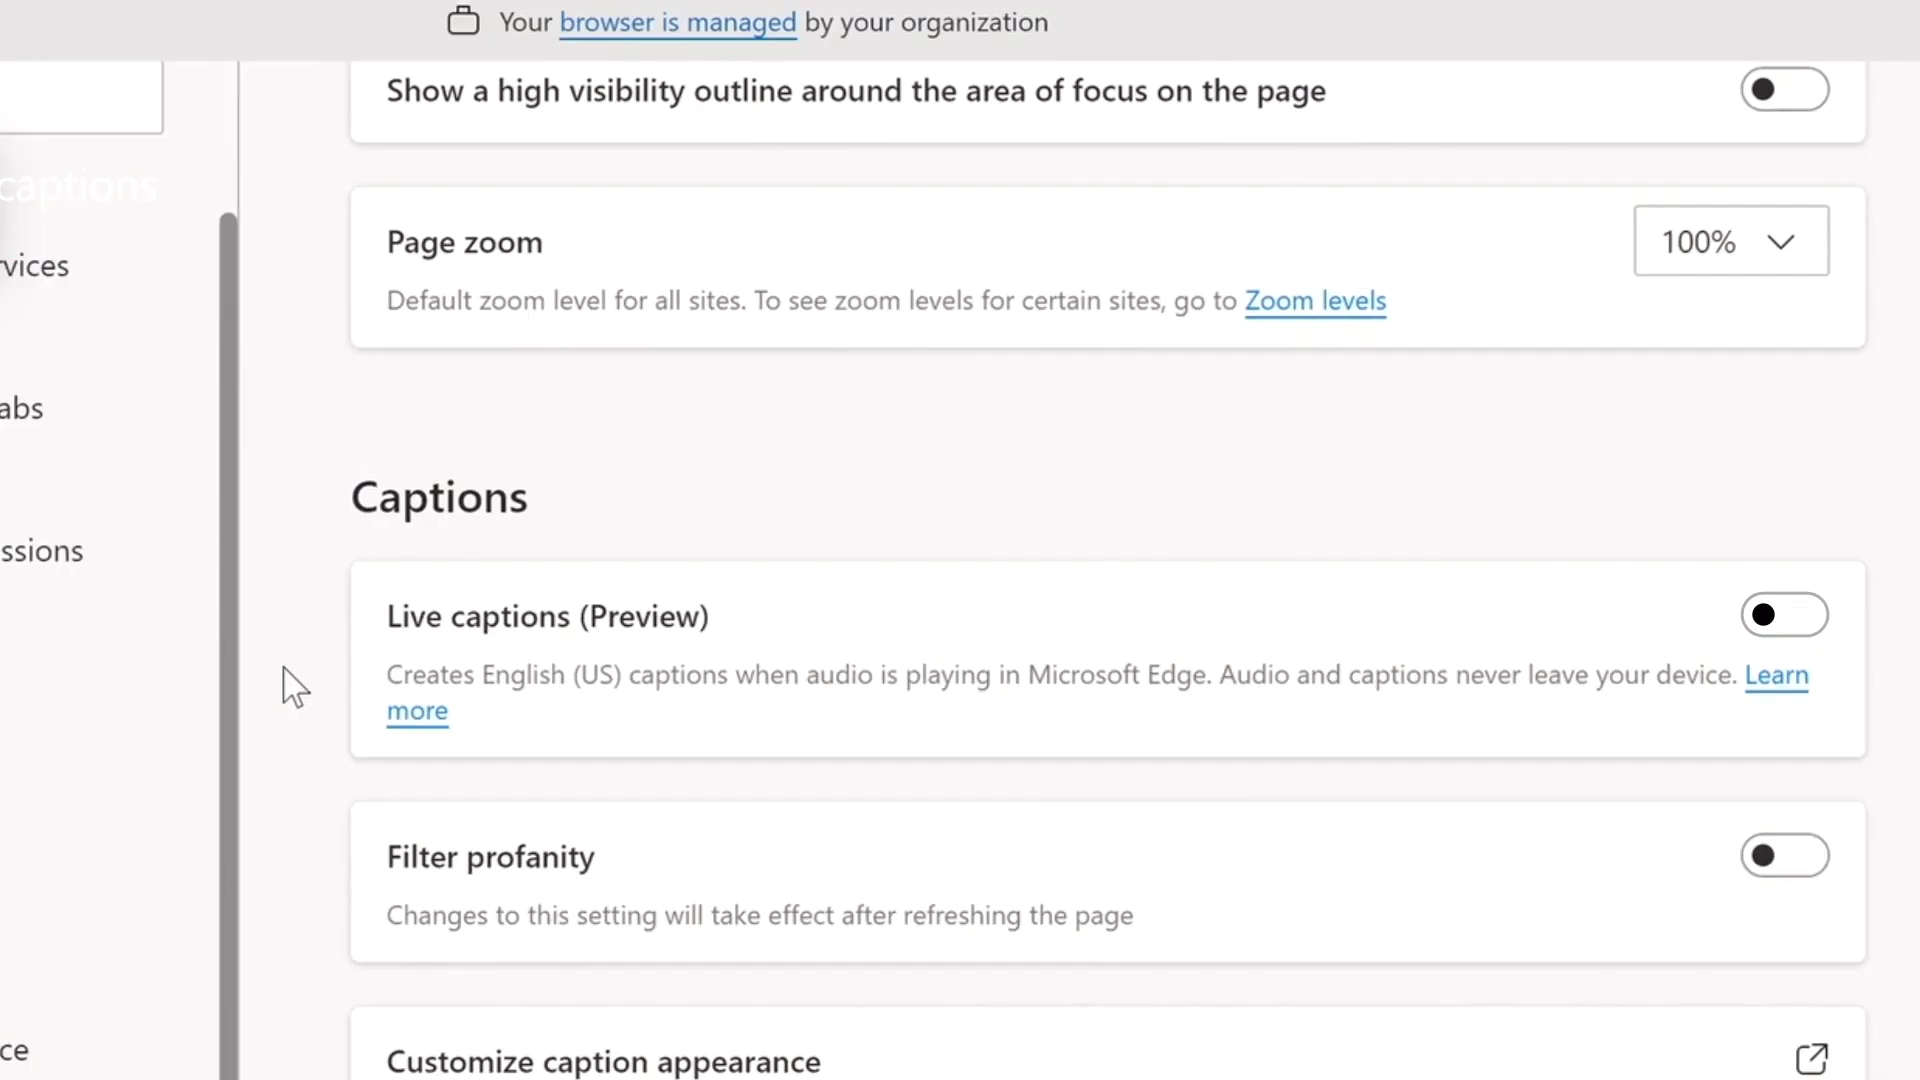 Your browser is managed by your organization
Show a high visibility outline around the area of focus on the page
captions
Page zoom
100%
Default zoom level for all sites. To see zoom levels for certain sites, go to Zoom levels
Captions
Live captions (Preview)
Creates English (US) captions when audio is playing in Microsoft Edge. Audio and captions never leave your device. Learn
more
Filter profanity
Changes to this setting will take effect after refreshing the page
Customize caption appearance
rvices
abs
ssions
ce